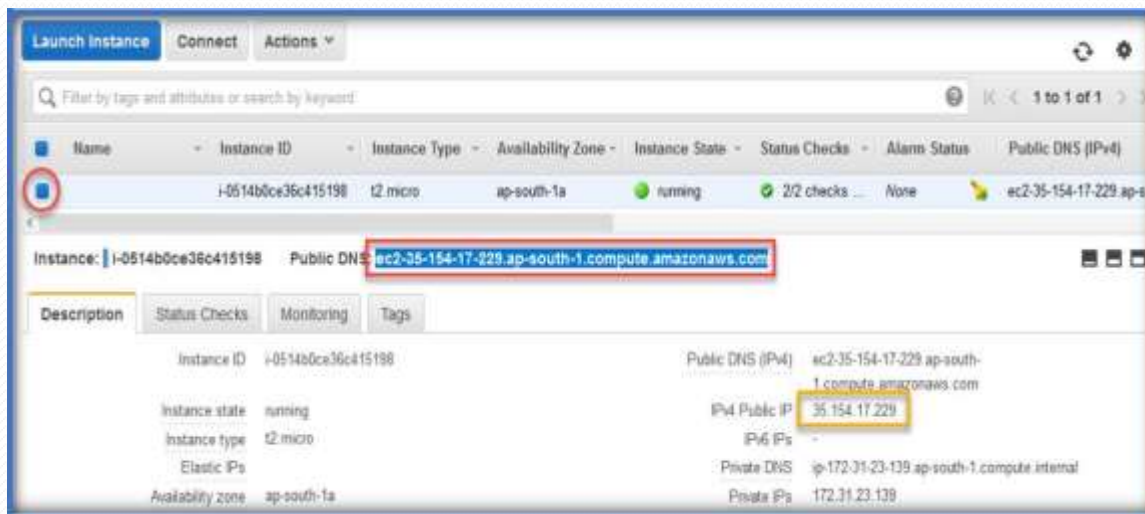 Launch Instance Connect Actions
Filter by tags and attributes or search by keyword
1 to 1 of 1
Name Instance ID Instance Type Availability Zone Instance State Status Checks Alarm Status Public DNS (IPv4)
i-0514b0ce36c415198 t2.micro ap-south-1a running 2/2 checks ... None ec2-35-154-17-229.ap-s
Instance: i-0514b0ce36c415198 Public DNS: ec2-35-154-17-229.ap-south-1.compute.amazonaws.com
Description Status Checks Monitoring Tags
Instance ID i-0514b0ce36c415198 Public DNS (IPv4) ec2-35-154-17-229.ap-south-
1.compute.amazonaws.com
Instance state running IPv4 Public IP 35.154.17.229
Instance type t2.micro IPv6 IPs -
Elastic IPs Private DNS ip-172-31-23-139.ap-south-1.compute.internal
Availability zone ap-south-1a Private IPs 172.31.23.139